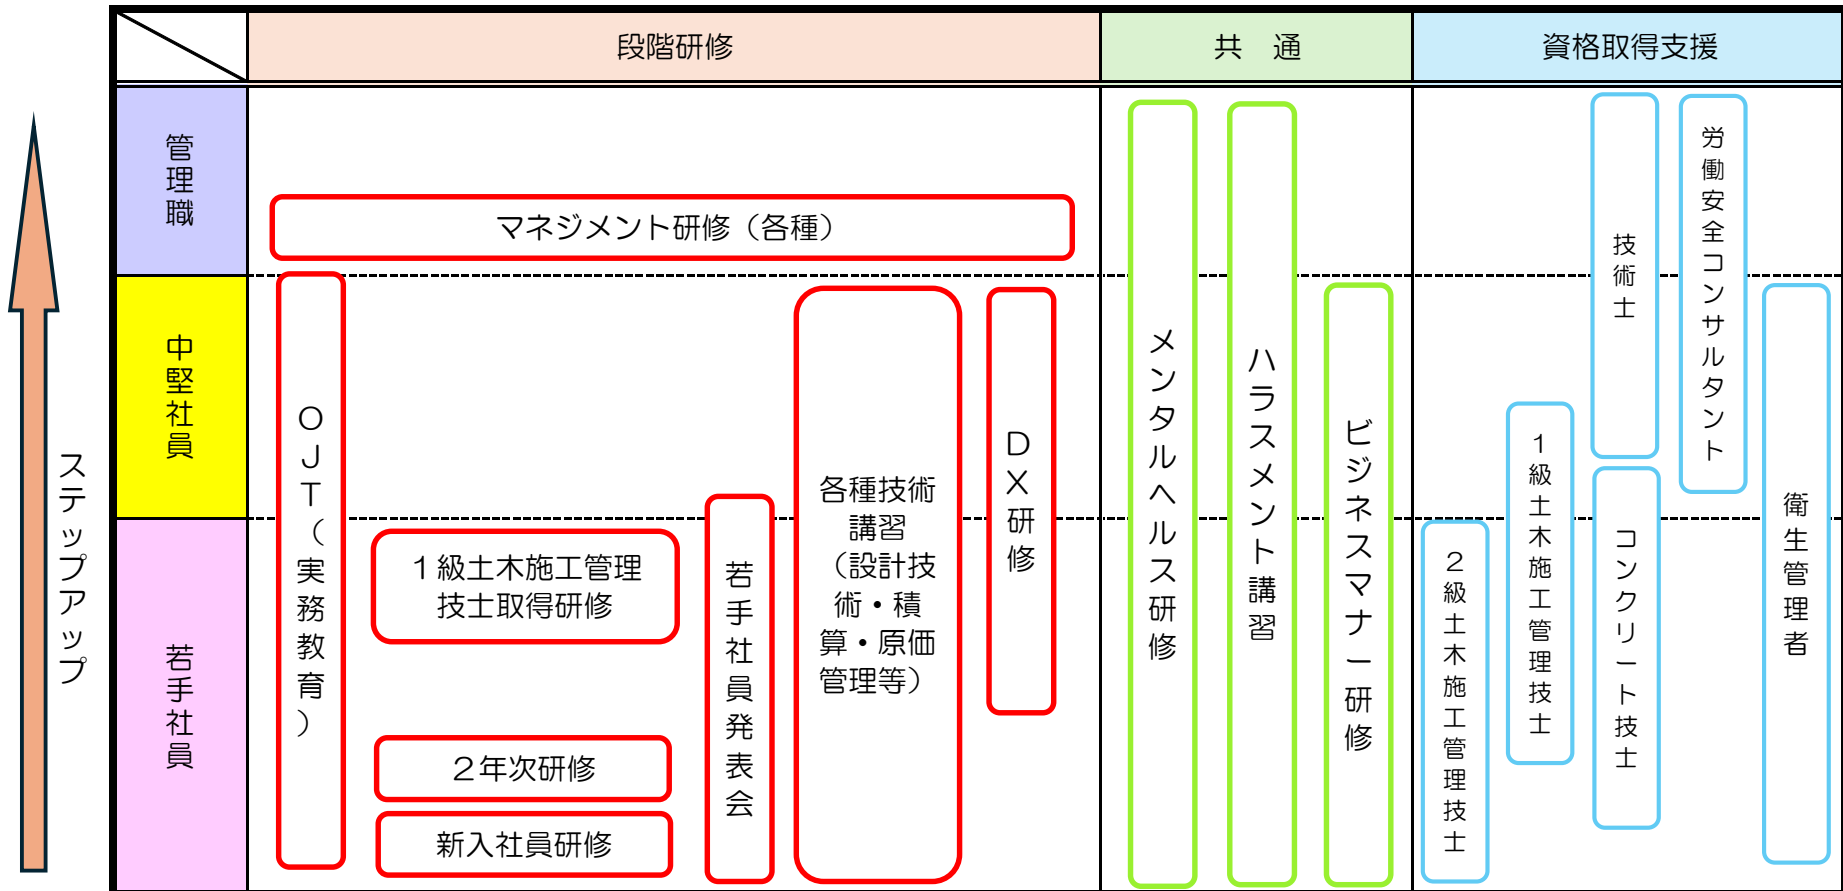 段階研修
共　通
資格取得支援
ステップアップ
管理職
中堅社員
若手社員
マネジメント研修（各種）
ＯＪＴ（実務教育）
１級土木施工管理
技士取得研修
２年次研修
新入社員研修
若手社員発表会
各種技術
講習
（設計技
術・積
算・原価
管理等）
ＤＸ研修
メンタルヘルス研修
ハラスメント講習
ビジネスマナー研修
２級土木施工管理技士
１級土木施工管理技士
技術士
コンクリート技士
労働安全コンサルタント
衛生管理者